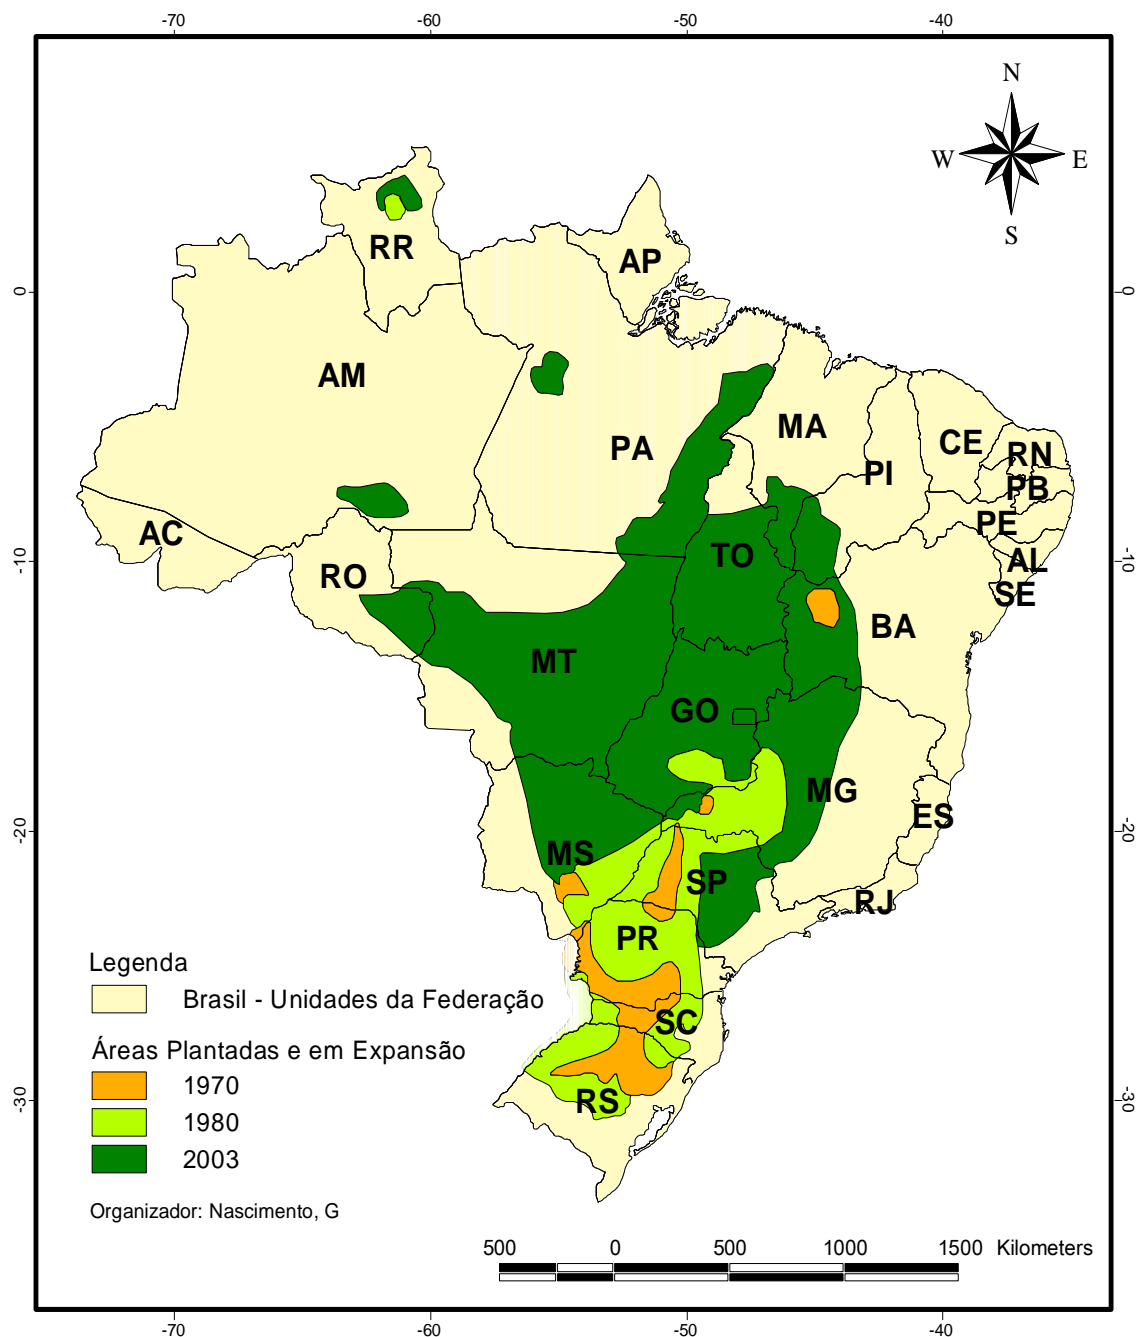 -70 -60 -50 -40
N
W E
S
RR
AP
0 0
AM
MA
CE
PA
RN
PI
PB
PE
AC
TO
AL
-10 -10
RO
SE
BA
MT
GO
MG
ES
-20 -20
MS
SP
RJ
PR
SC
RS
-30 -30
Legenda
Brasil - Unidades da Federação
Áreas Plantadas e em Expansão
1970
1980
2003
Organizador: Nascimento, G
500 0 500 1000 1500 Kilometers
-70 -60 -50 -40